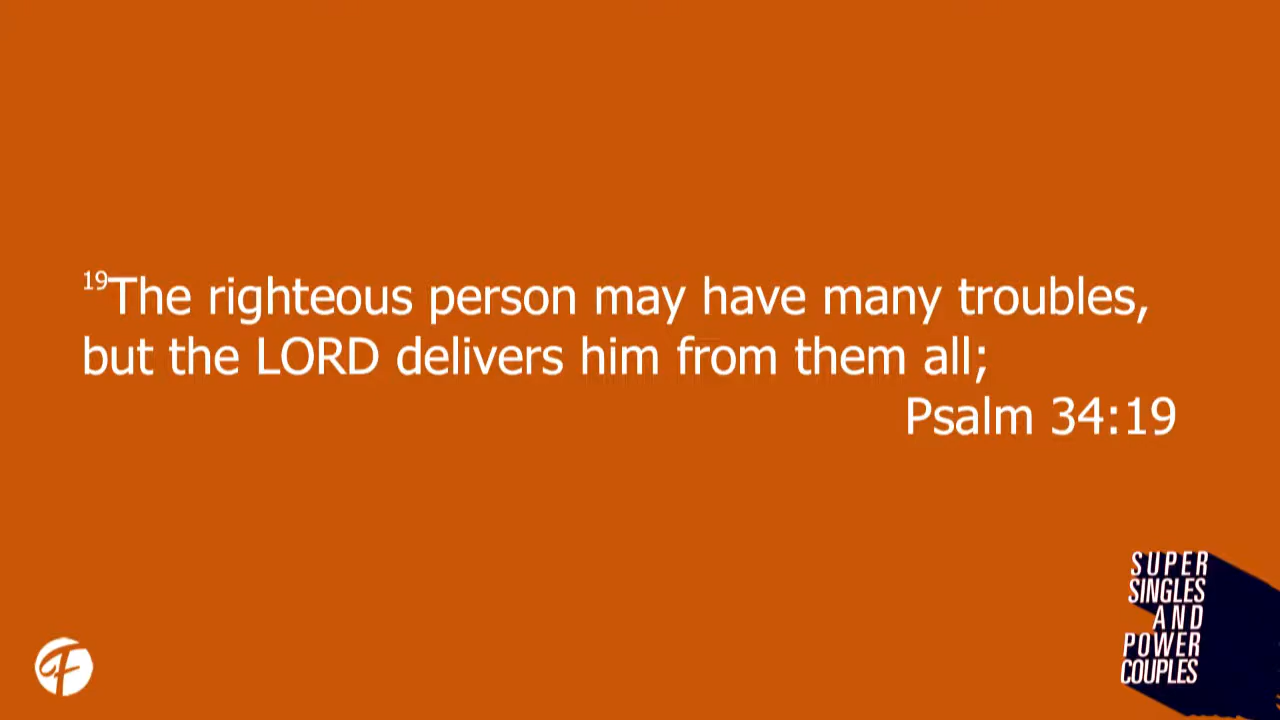 19The righteous person may have many troubles,
but the LORD delivers him from them all;
Psalm 34:19
SUPER
SINGLES
AND
POWER
COUPLES
F